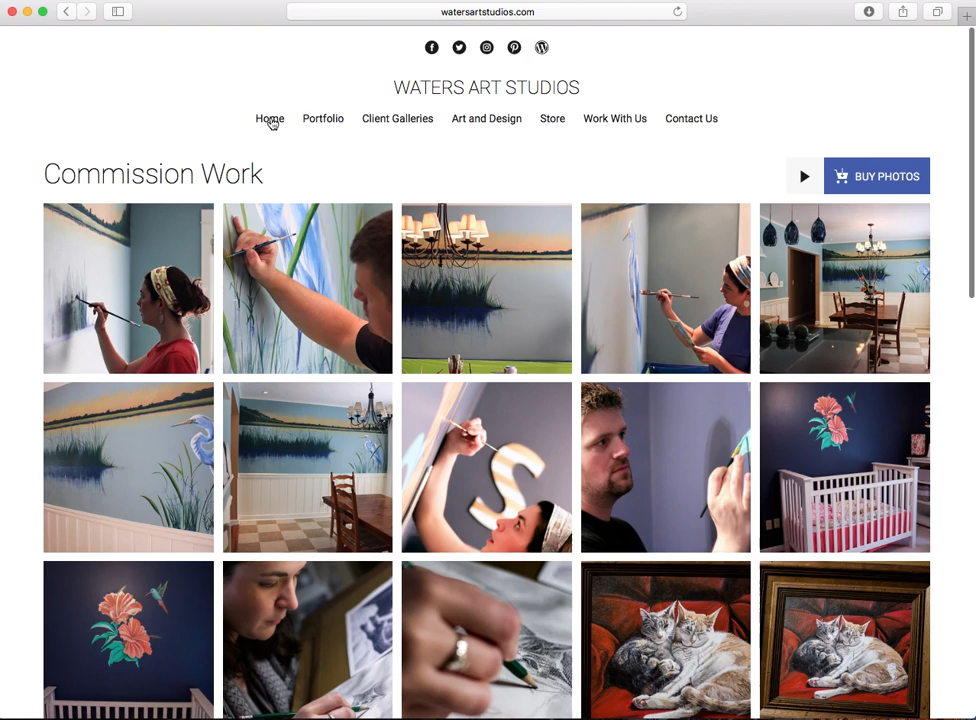 watersartstudios.com
WATERS ART STUDIOS
Home Portfolio Client Galleries Art and Design Store Work With Us Contact Us
Commission Work
BUY PHOTOS
S